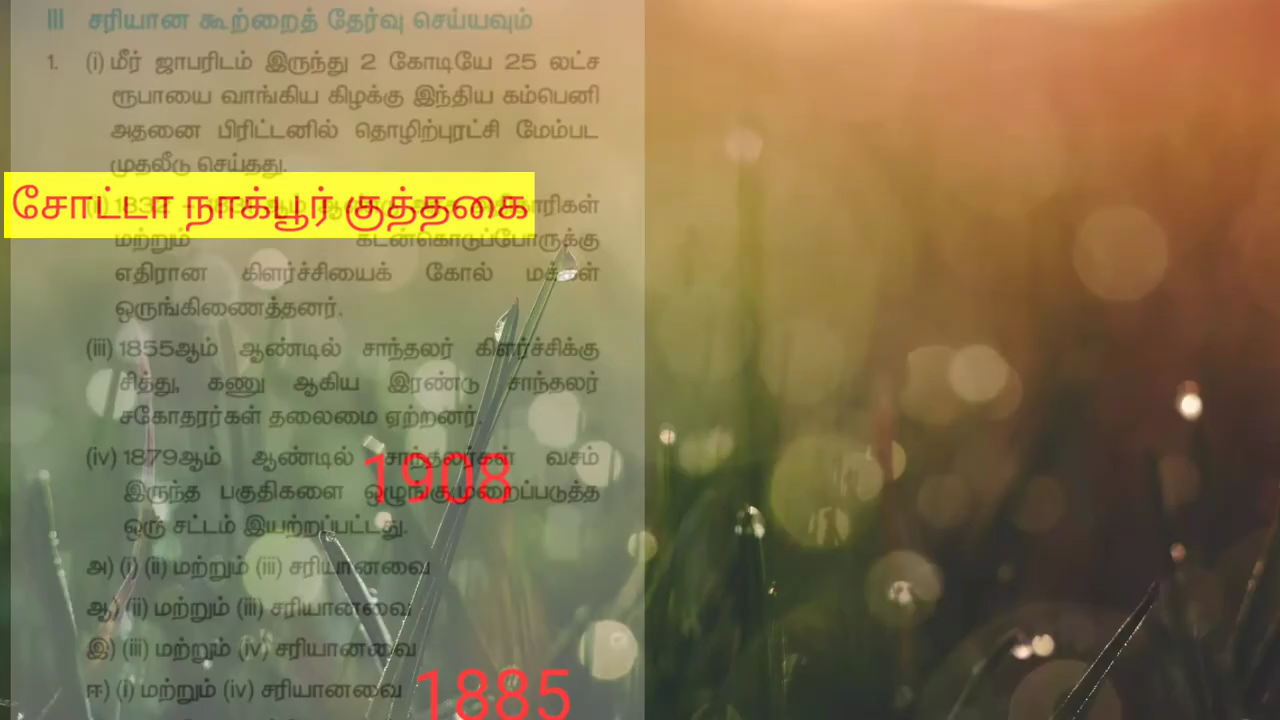 III சரியான கூற்றைத் தேர்வு செய்யவும்
1. (i) மீர் ஜாபரிடம் இருந்து 2 கோடியே 25 லட்ச
ரூபாயை வாங்கிய கிழக்கு இந்திய கம்பெனி
அதனை பிரிட்டனில் தொழிற்புரட்சி மேம்பட
முதலீடு செய்தது.
சோட்டா நாக்பூர் குத்தகை
மற்றும் கடன்கொடுப்போருக்கு
எதிரான கிளர்ச்சியைக் கோல் மக்கள்
ஒருங்கிணைத்தனர்.
(iii) 1855ஆம் ஆண்டில் சாந்தலர் கிளர்ச்சிக்கு
சித்து, கணு ஆகிய இரண்டு சாந்தலர்
சகோதரர்கள் தலைமை ஏற்றனர்.
(iv) 1879ஆம் ஆண்டில் சாந்தலர்கள் வசம்
1908
இருந்த பகுதிகளை ஒழுங்குமுறைப்படுத்த
ஒரு சட்டம் இயற்றப்பட்டது.
அ) (i) (ii) மற்றும் (iii) சரியானவை
ஆ) (ii) மற்றும் (iii) சரியானவை
இ) (iii) மற்றும் (iv) சரியானவை
ஈ) (i) மற்றும் (iv) சரியானவை
1885